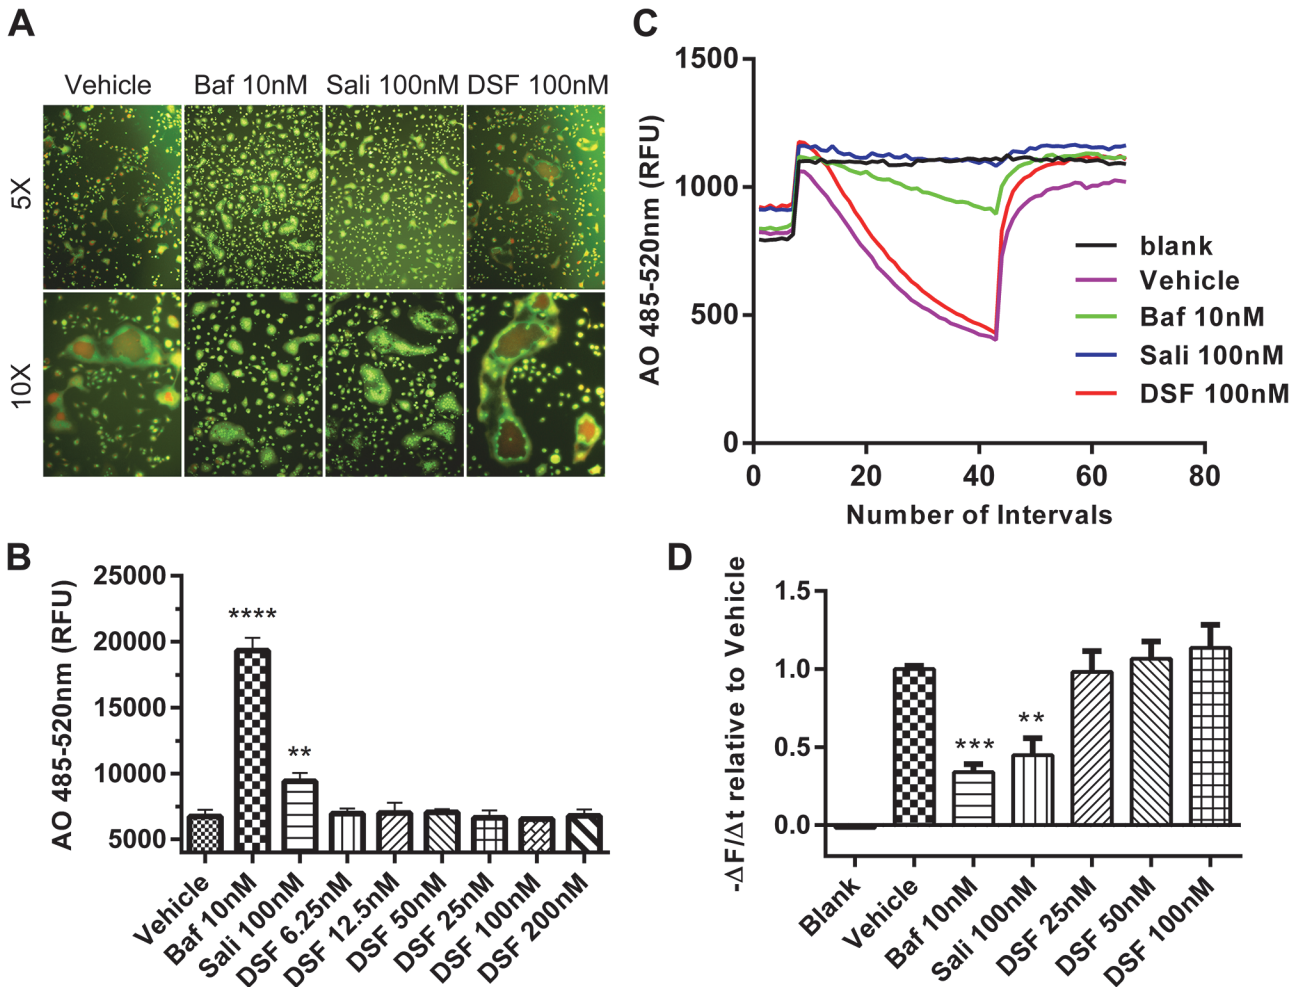 A
Vehicle Baf 10nM Sali 100nM DSF 100nM
5X
10X
B
AO 485-520nm (RFU)
25000
20000
15000
10000
5000
****
**
Vehicle
Baf 10nM
Sali 100nM
DSF 6.25nM
DSF 12.5nM
DSF 50nM
DSF 25nM
DSF 100nM
DSF 200nM
C
AO 485-520nm (RFU)
1500
1000
500
0
0 20 40 60 80
Number of Intervals
blank
Vehicle
Baf 10nM
Sali 100nM
DSF 100nM
D
-ΔF/Δt relative to Vehicle
1.5
1.0
0.5
0.0
***
**
Blank
Vehicle
Baf 10nM
Sali 100nM
DSF 25nM
DSF 50nM
DSF 100nM